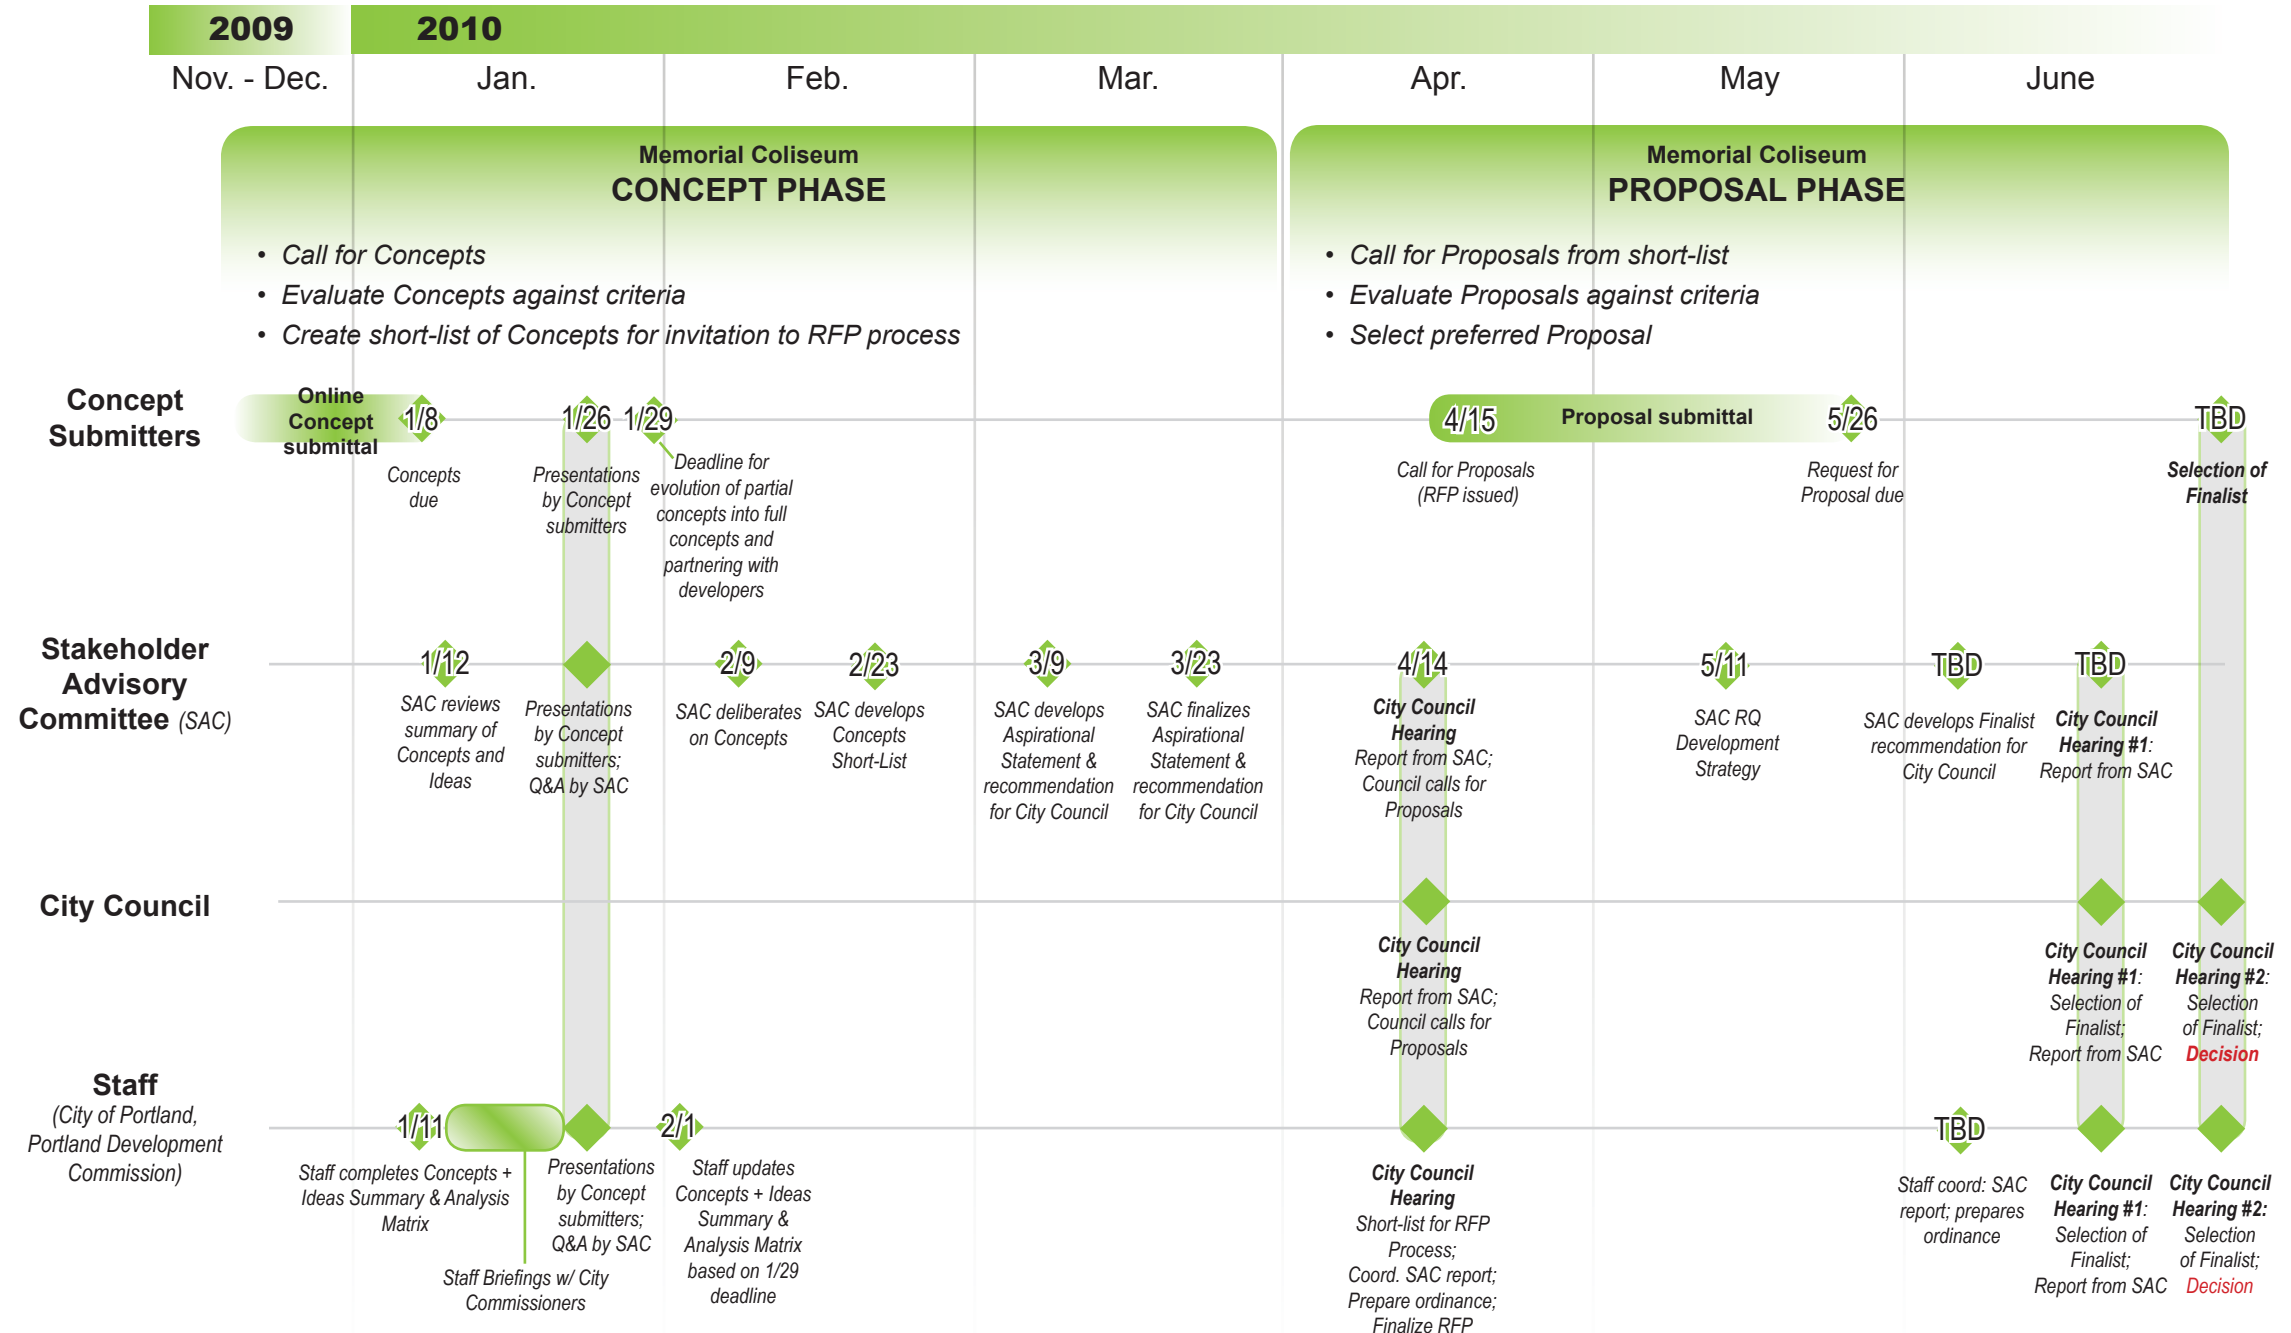 2009
2010
Nov. - Dec.
Jan.
Feb.
Mar.
Apr.
May
June
Memorial Coliseum
CONCEPT PHASE
• Call for Concepts
• Evaluate Concepts against criteria
• Create short-list of Concepts for invitation to RFP process
Memorial Coliseum
PROPOSAL PHASE
• Call for Proposals from short-list
• Evaluate Proposals against criteria
• Select preferred Proposal
Concept
Submitters
Online
Concept
submittal
1/8
Concepts
due
1/26
Presentations
by Concept
submitters
1/29
Deadline for
evolution of partial
concepts into full
concepts and
partnering with
developers
4/15
Proposal submittal
Call for Proposals
(RFP issued)
5/26
Request for
Proposal due
TBD
Selection of
Finalist
Stakeholder
Advisory
Committee (SAC)
1/12
SAC reviews
summary of
Concepts and
Ideas
Presentations
by Concept
submitters;
Q&A by SAC
2/9
SAC deliberates
on Concepts
2/23
SAC develops
Concepts
Short-List
3/9
SAC develops
Aspirational
Statement &
recommendation
for City Council
3/23
SAC finalizes
Aspirational
Statement &
recommendation
for City Council
4/14
City Council
Hearing
Report from SAC;
Council calls for
Proposals
5/11
SAC RQ
Development
Strategy
TBD
SAC develops Finalist
recommendation for
City Council
TBD
City Council
Hearing #1:
Report from SAC
City Council
City Council
Hearing
Report from SAC;
Council calls for
Proposals
City Council
Hearing #1:
Selection of
Finalist;
Report from SAC
City Council
Hearing #2:
Selection
of Finalist;
Decision
Staff
(City of Portland,
Portland Development
Commission)
1/11
Staff completes Concepts +
Ideas Summary & Analysis
Matrix
Staff Briefings w/ City
Commissioners
Presentations
by Concept
submitters;
Q&A by SAC
2/1
Staff updates
Concepts + Ideas
Summary &
Analysis Matrix
based on 1/29
deadline
City Council
Hearing
Short-list for RFP
Process;
Coord. SAC report;
Prepare ordinance;
Finalize RFP
TBD
Staff coord: SAC
report; prepares
ordinance
City Council
Hearing #1:
Selection of
Finalist;
Report from SAC
City Council
Hearing #2:
Selection
of Finalist;
Decision